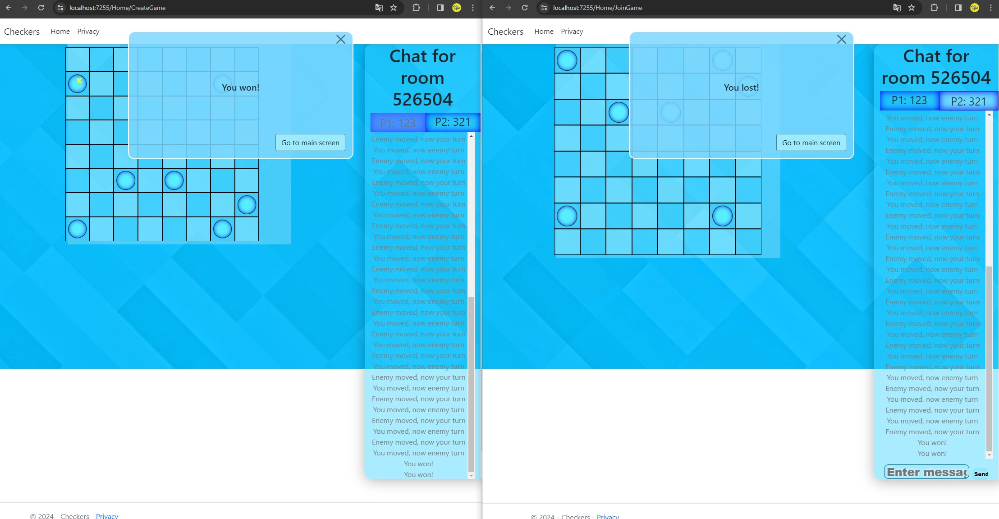 localhost:7255/Home/CreateGame
Checkers Home Privacy
K
You won!
Go to main screen
Chat for
room
526504
P1: 123 P2: 321
Enemy moved, now your turn
You moved, now enemy turn
Enemy moved, now your turn
You moved, now enemy turn
Enemy moved, now your turn
You moved, now enemy turn
Enemy moved, now your turn
You moved, now enemy turn
Enemy moved, now your turn
You moved, now enemy turn
Enemy moved, now your turn
You moved, now enemy turn
Enemy moved, now your turn
You moved, now enemy turn
Enemy moved, now your turn
You moved, now enemy turn
Enemy moved, now your turn
You moved, now enemy turn
Enemy moved, now your turn
You moved, now enemy turn
Enemy moved, now your turn
You moved, now enemy turn
Enemy moved, now your turn
You moved, now enemy turn
Enemy moved, now your turn
You moved, now enemy turn
Enemy moved, now your turn
You moved, now enemy turn
Enemy moved, now your turn
You moved, now enemy turn
You won!
You won!
© 2024 - Checkers - Privacy
localhost:7255/Home/JoinGame
Checkers Home Privacy
You lost!
Go to main screen
Chat for
room 526504
P1: 123 P2: 321
You moved, now enemy turn
Enemy moved, now your turn
You moved, now enemy turn
Enemy moved, now your turn
You moved, now enemy turn
Enemy moved, now your turn
You moved, now enemy turn
Enemy moved, now your turn
You moved, now enemy turn
Enemy moved, now your turn
You moved, now enemy turn
Enemy moved, now your turn
You moved, now enemy turn
Enemy moved, now your turn
You moved, now enemy turn
Enemy moved, now your turn
You moved, now enemy turn
Enemy moved, now your turn
You moved, now enemy turn
Enemy moved, now your turn
You moved, now enemy turn
Enemy moved, now your turn
You moved, now enemy turn
Enemy moved, now your turn
You moved, now enemy turn
Enemy moved, now your turn
You moved, now enemy turn
Enemy moved, now your turn
You moved, now enemy turn
Enemy moved, now your turn
You won!
You won!
Enter messag Send
© 2024 - Checkers - Privacy